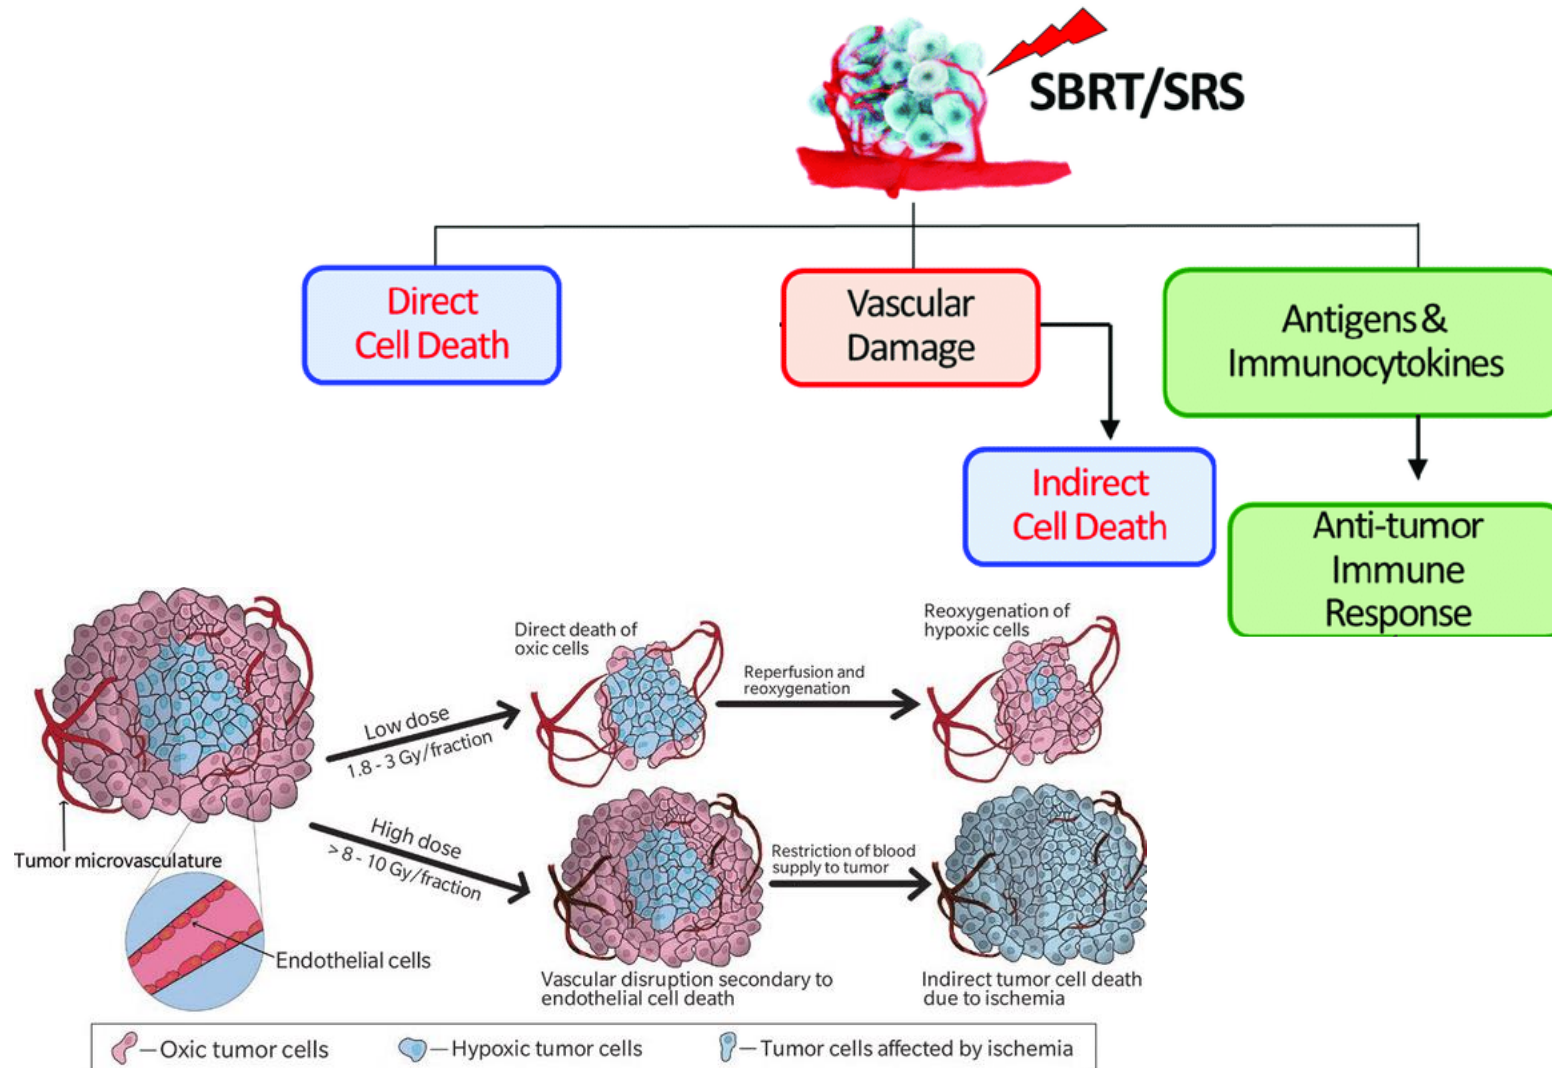 SBRT/SRS
Direct
Cell Death
Vascular
Damage
Antigens &
Immunocytokines
Indirect
Cell Death
Anti-tumor
Immune
Response
Tumor microvasculature
Endothelial cells
Low dose
1.8 - 3 Gy/fraction
High dose
> 8 - 10 Gy/fraction
Direct death of
oxic cells
Reperfusion and
reoxygenation
Reoxygenation of
hypoxic cells
Vascular disruption secondary to
endothelial cell death
Restriction of blood
supply to tumor
Indirect tumor cell death
due to ischemia
—Oxic tumor cells
—Hypoxic tumor cells
—Tumor cells affected by ischemia